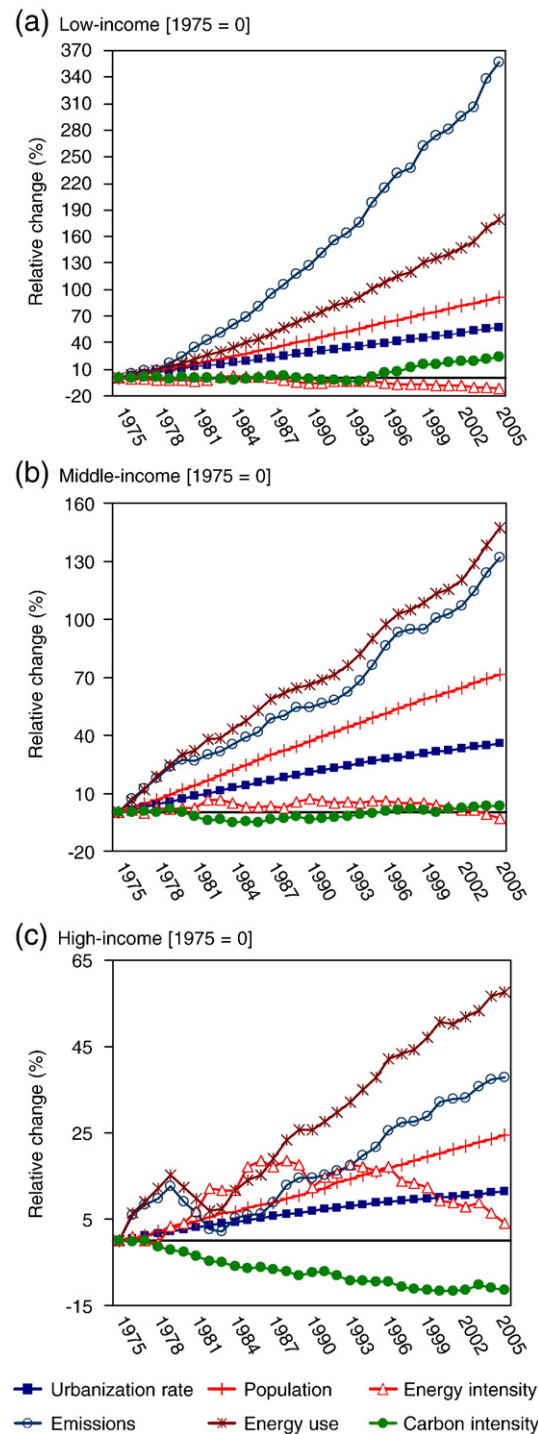 (a) Low-income [1975 = 0]
Relative change (%)
370
340
310
280
250
220
190
160
130
100
70
40
10
-20
1975 1978 1981 1984 1987 1990 1993 1996 1999 2002 2005
(b) Middle-income [1975 = 0]
Relative change (%)
160
130
100
70
40
10
-20
1975 1978 1981 1984 1987 1990 1993 1996 1999 2002 2005
(c) High-income [1975 = 0]
Relative change (%)
65
45
25
5
-15
1975 1978 1981 1984 1987 1990 1993 1996 1999 2002 2005
Urbanization rate Population Energy intensity
Emissions Energy use Carbon intensity